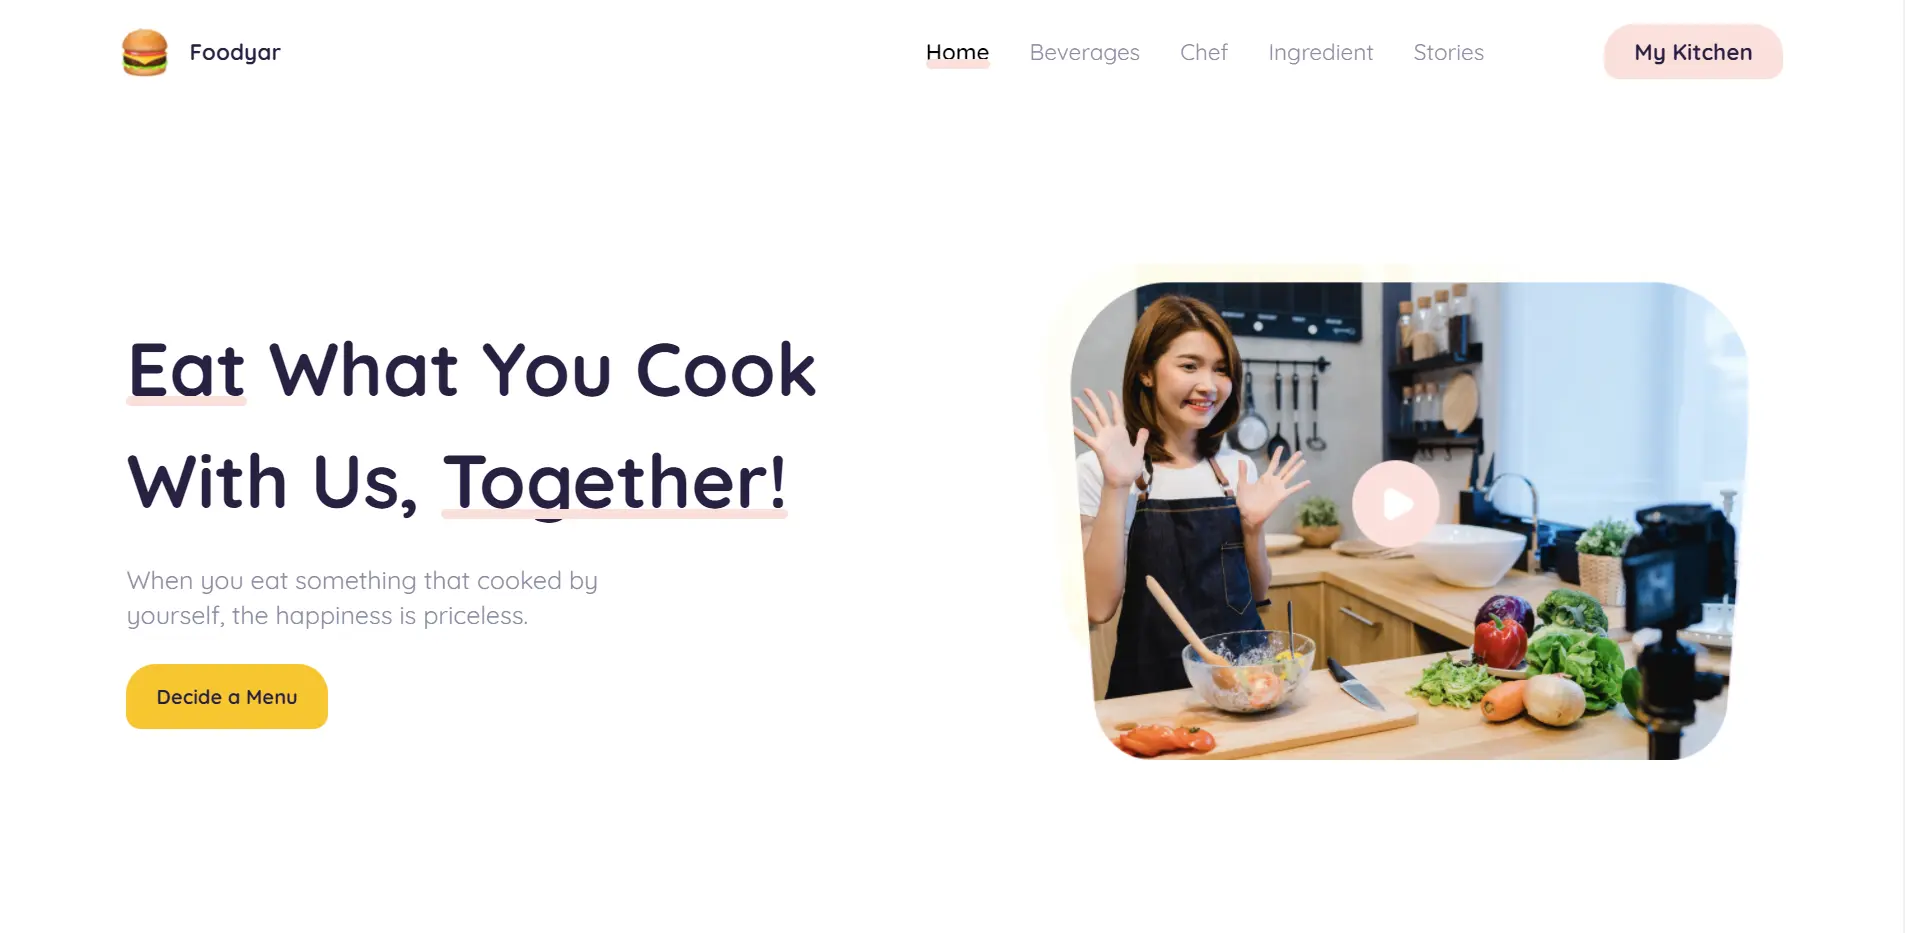 Foodyar
Home
Beverages
Chef
Ingredient
Stories
My Kitchen
Eat What You Cook
With Us, Together!
When you eat something that cooked by
yourself, the happiness is priceless.
Decide a Menu